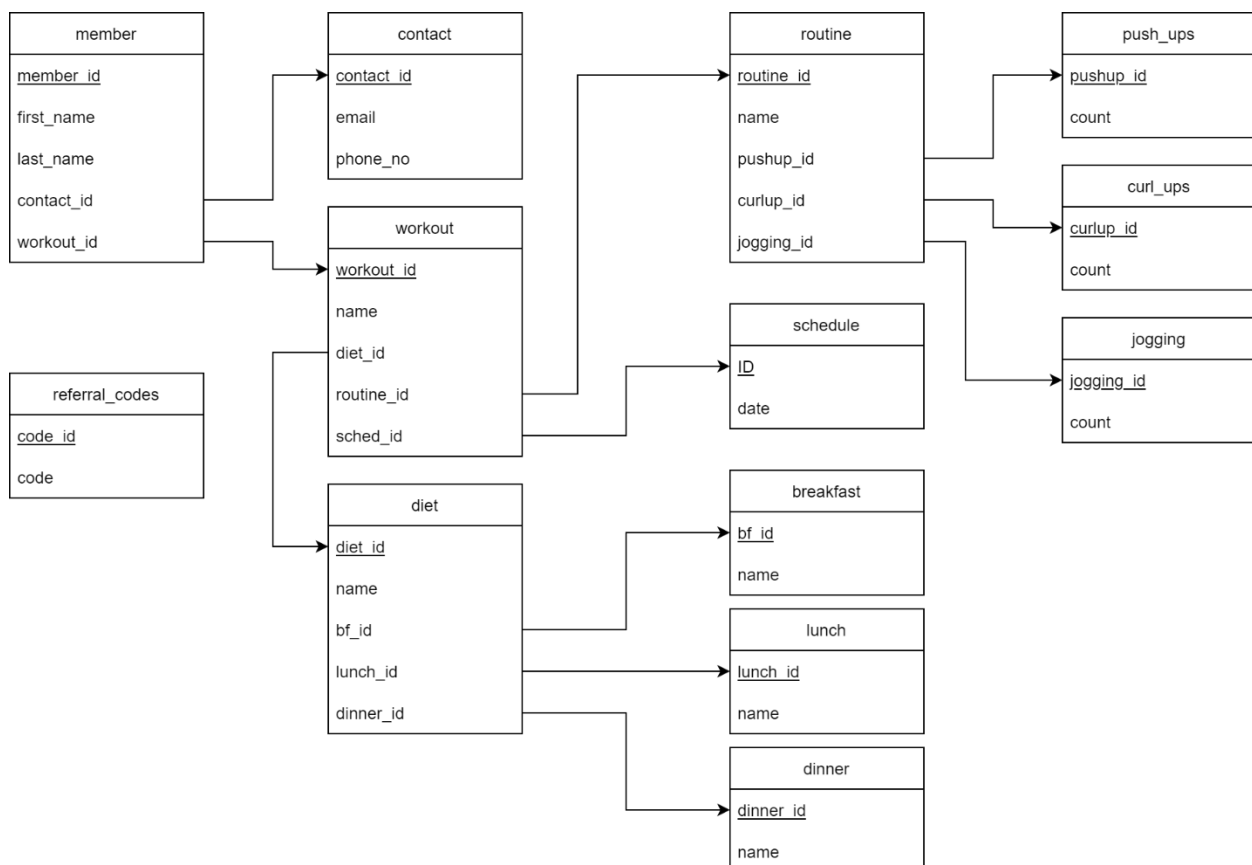 member
member_id
first_name
last_name
contact_id
workout_id
referral_codes
code_id
code
contact
contact_id
email
phone_no
workout
workout_id
name
diet_id
routine_id
sched_id
diet
diet_id
name
bf_id
lunch_id
dinner_id
routine
routine_id
name
pushup_id
curlup_id
jogging_id
schedule
ID
date
breakfast
bf_id
name
lunch
lunch_id
name
dinner
dinner_id
name
push_ups
pushup_id
count
curl_ups
curlup_id
count
jogging
jogging_id
count